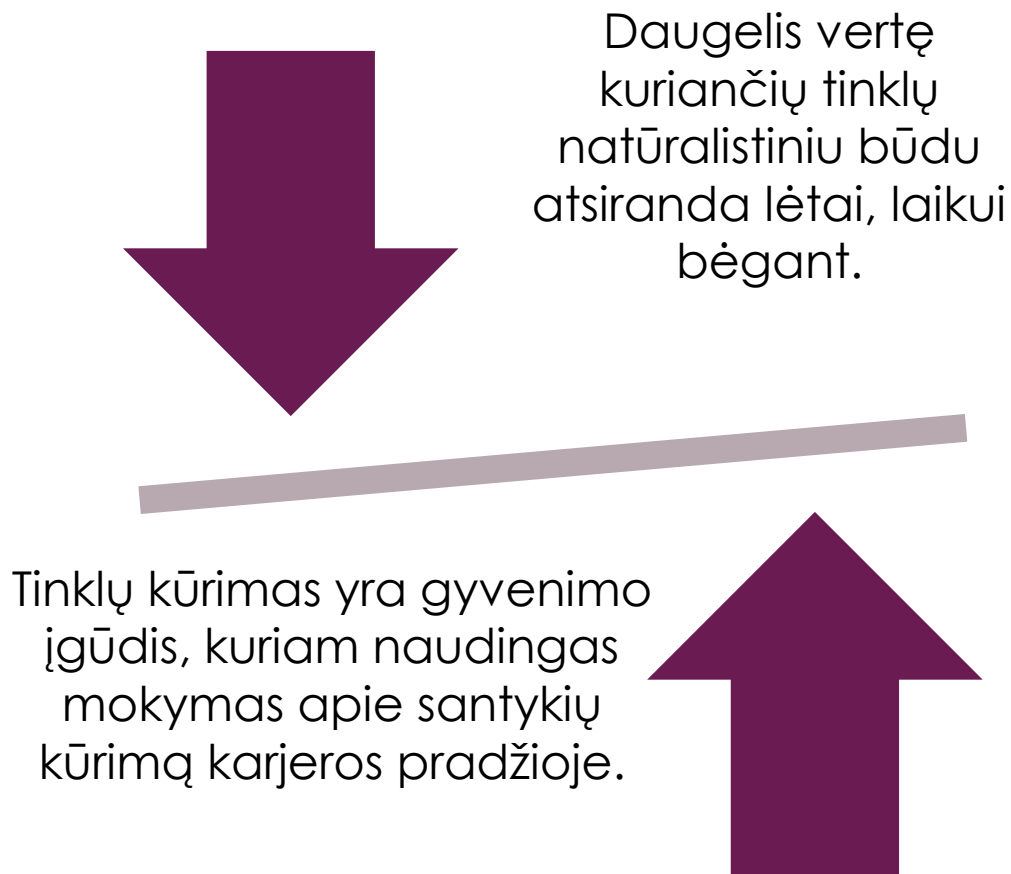 Daugelis vertę
kuriančių tinklų
natūralistiniu būdu
atsiranda lėtai, laikui
bėgant.
Tinklų kūrimas yra gyvenimo
įgūdis, kuriam naudingas
mokymas apie santykių
kūrimą karjeros pradžioje.